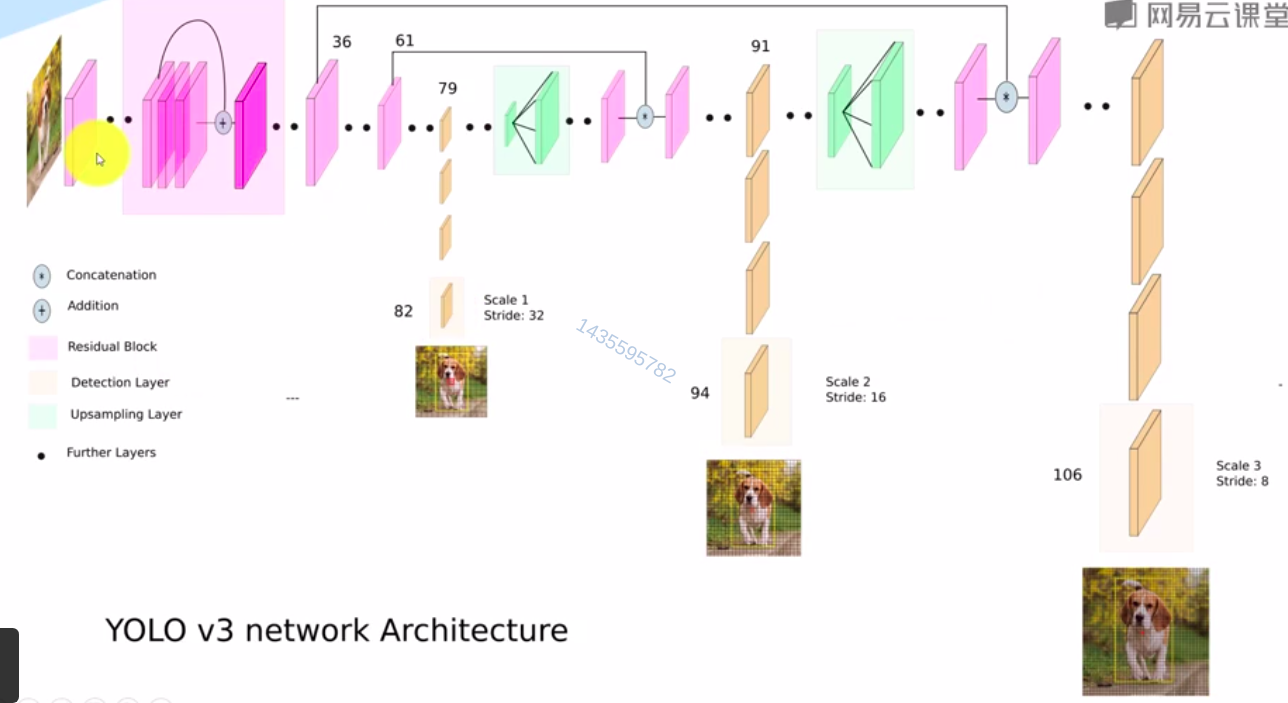 网易云课堂
36
61
91
79
Concatenation
Addition
Residual Block
Detection Layer
Upsampling Layer
Further Layers
---
82
Scale 1
Stride: 32
1435595782
94
Scale 2
Stride: 16
106
Scale 3
Stride: 8
YOLO v3 network Architecture